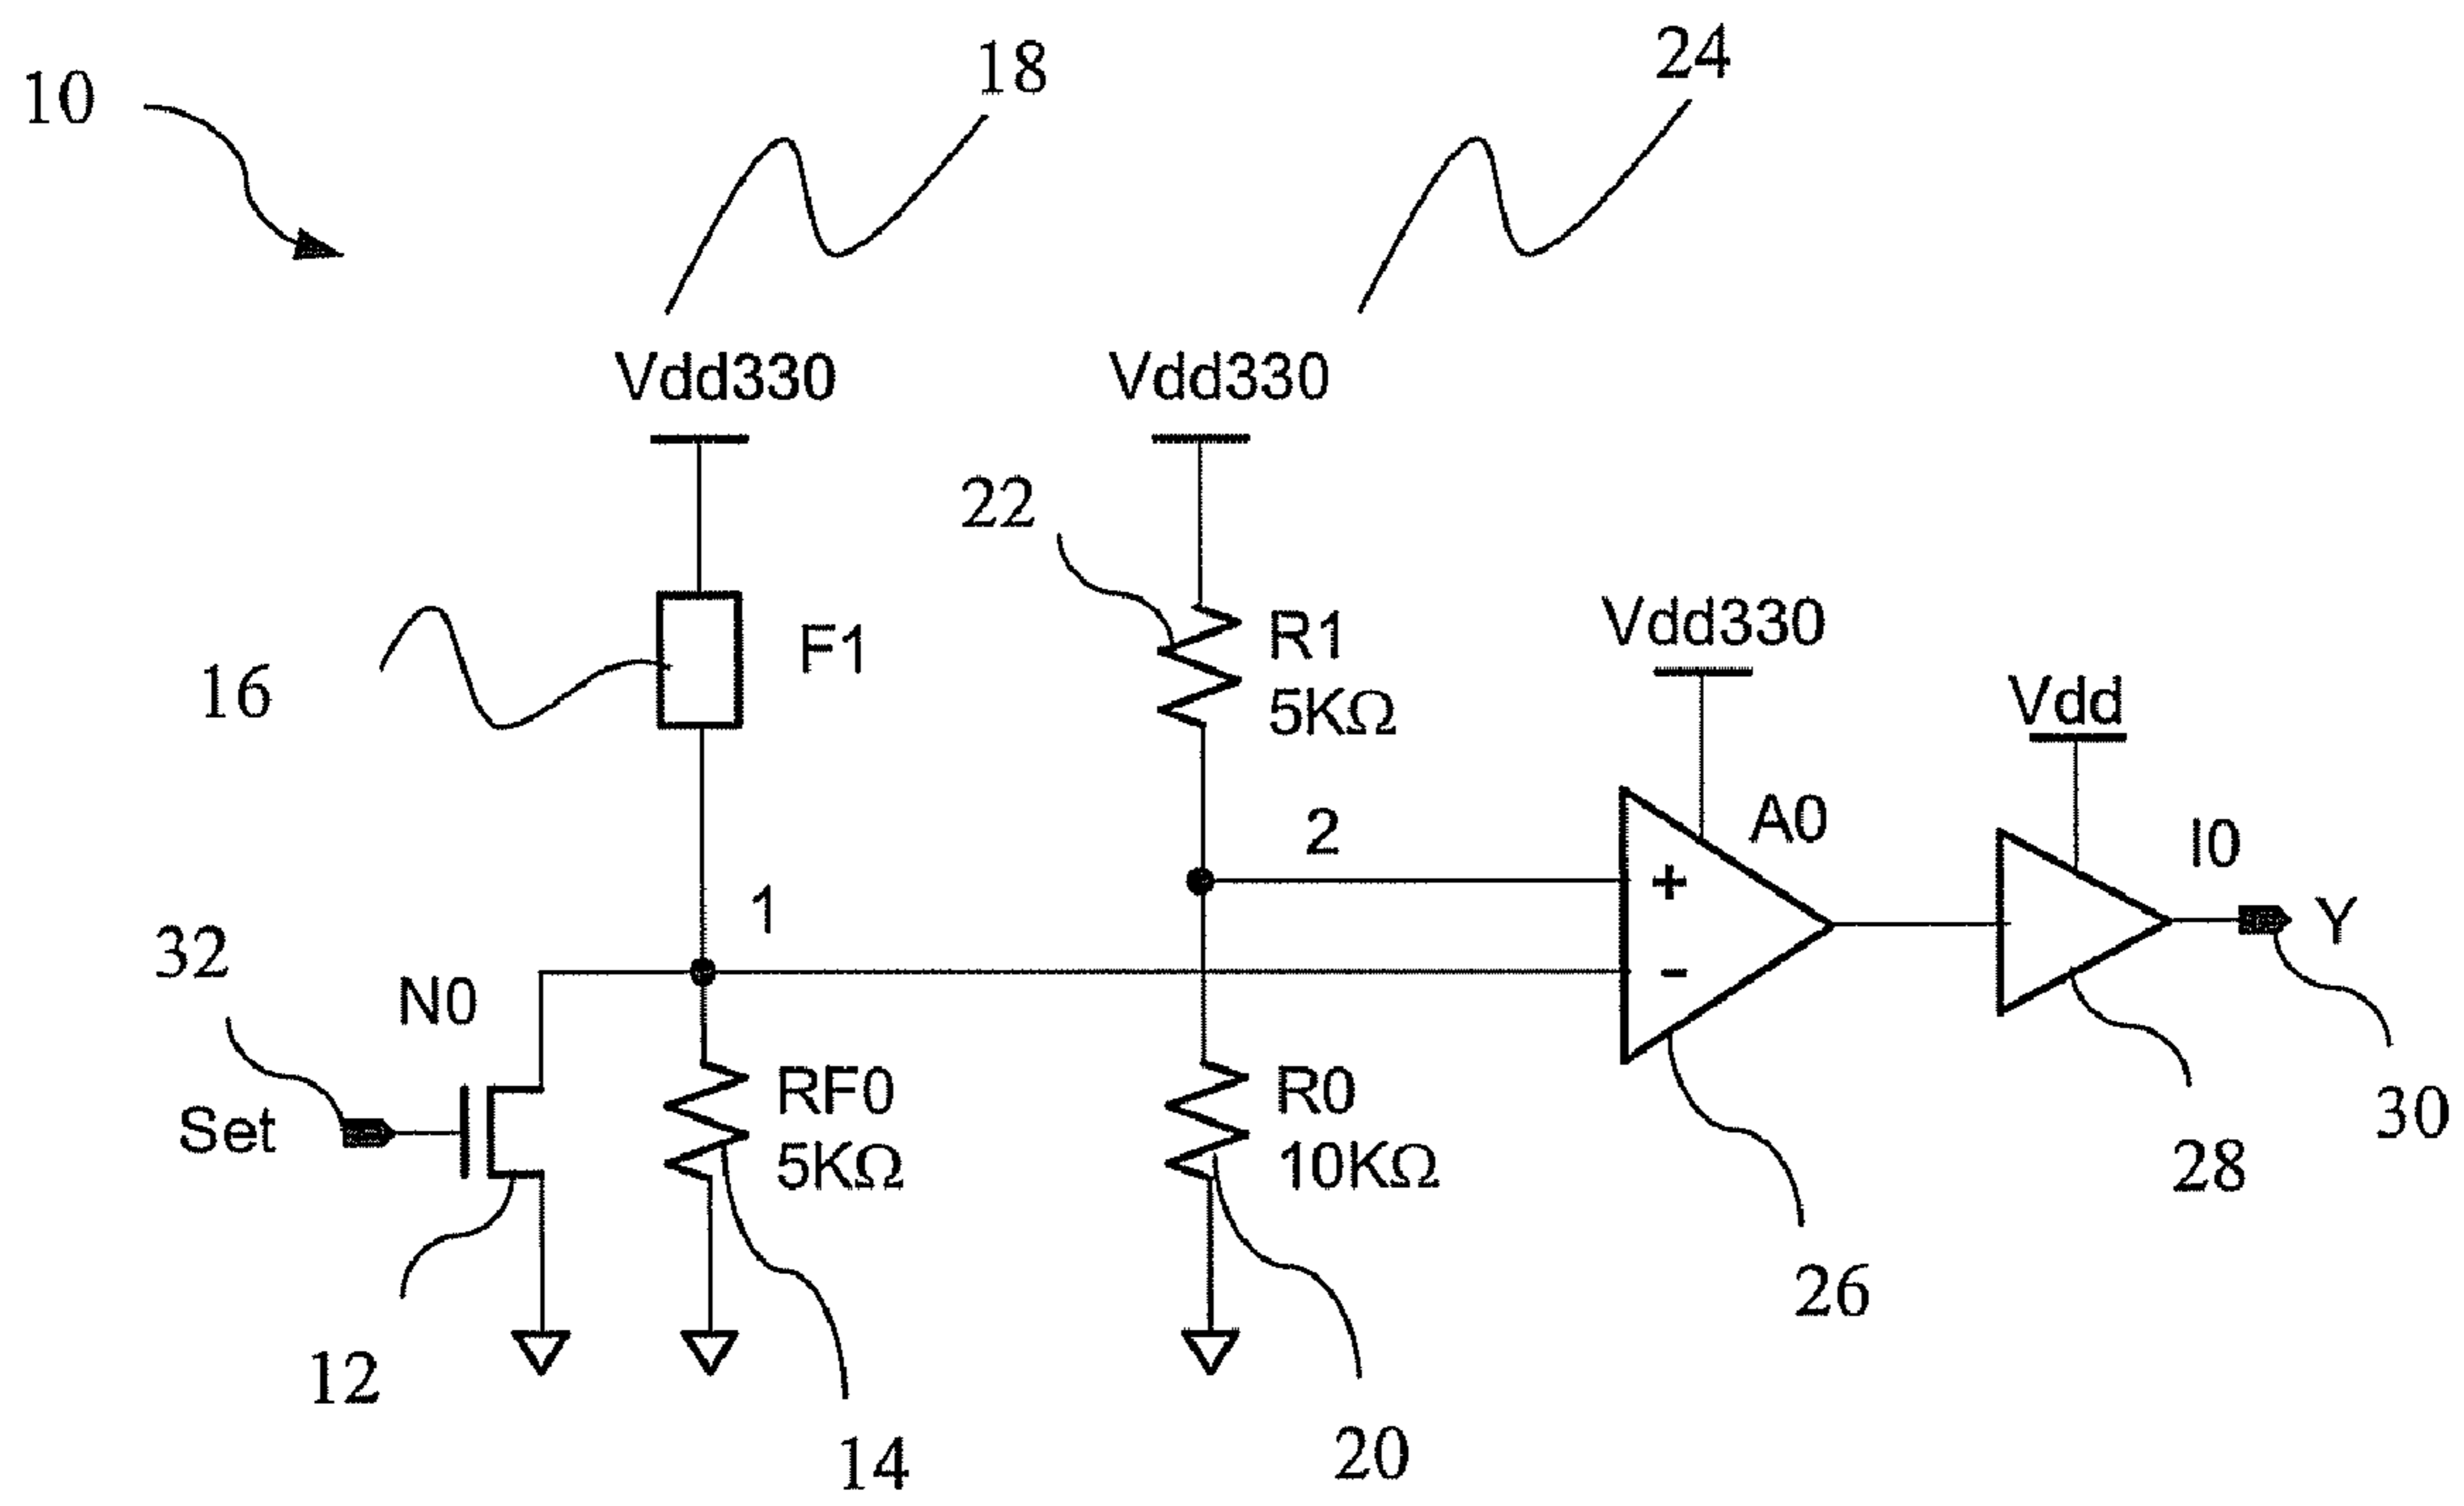 10
18
24
Vdd330
Vdd330
22
16
F1
R1
5KΩ
Vdd330
Vdd
A0
I0
2
1
32
N0
+
-
Y
Set
RF0
5KΩ
R0
10KΩ
30
28
26
12
14
20